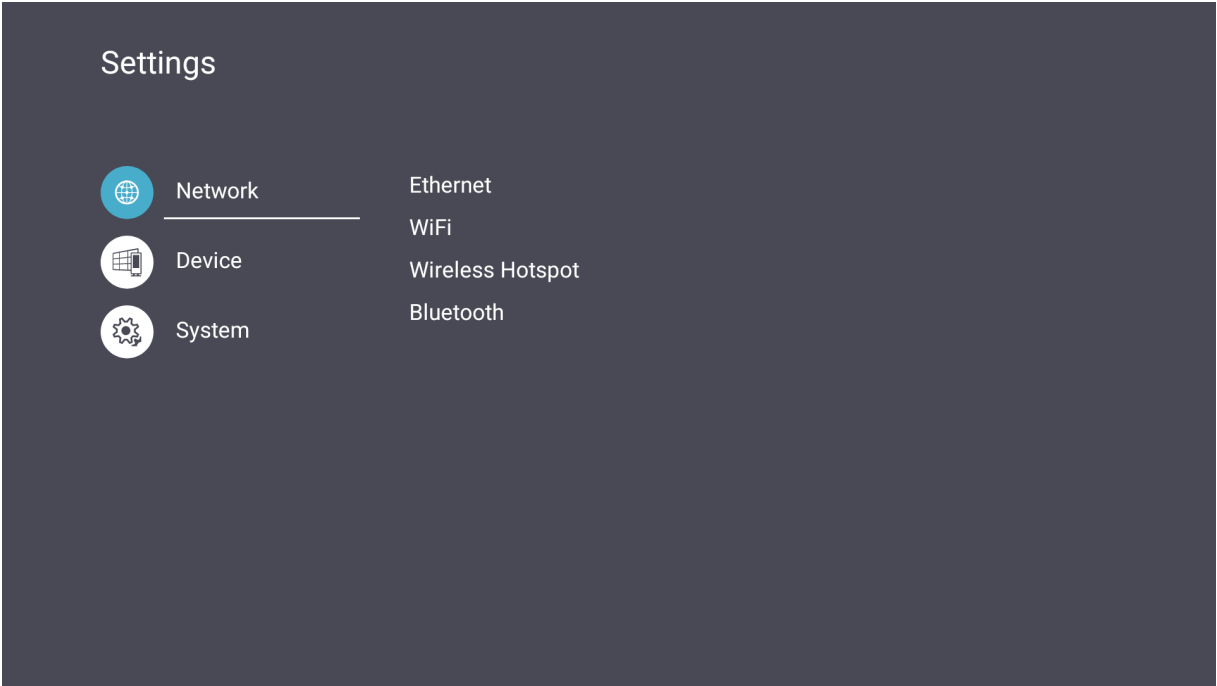 Settings
Network
Device
System
Ethernet
WiFi
Wireless Hotspot
Bluetooth